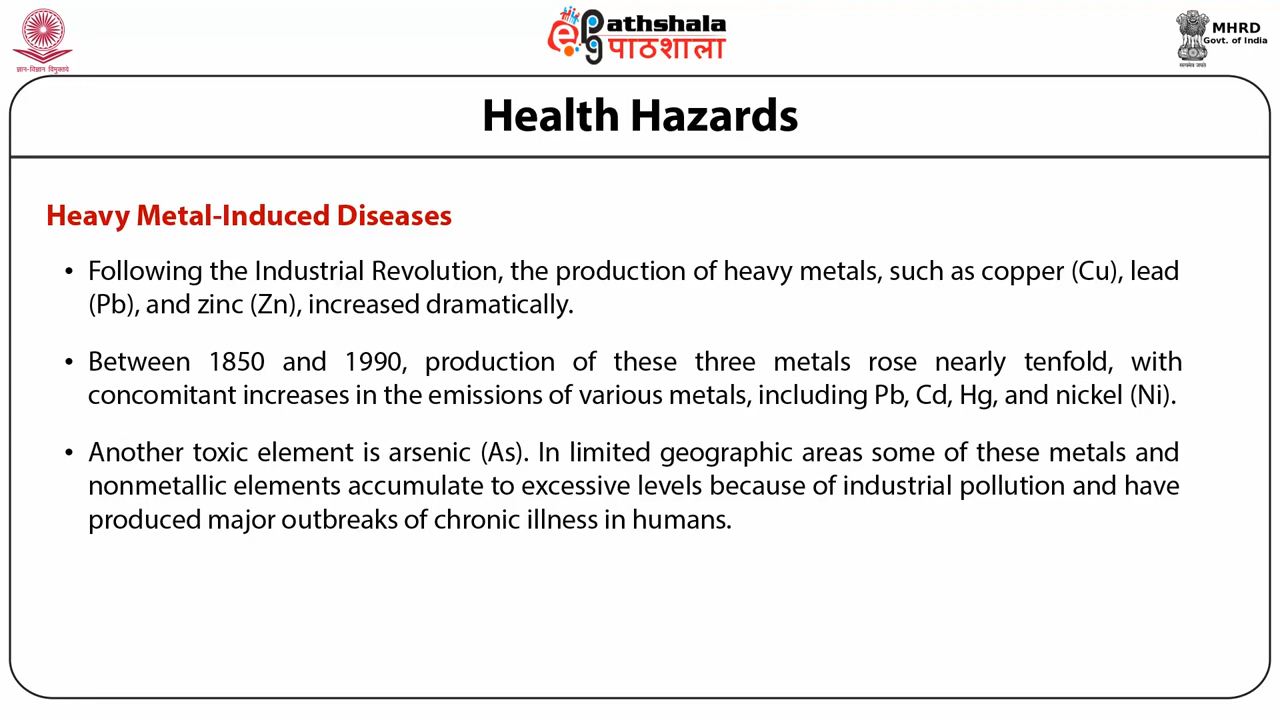 ज्ञान-विज्ञान विमुक्तये
epg athshala
पाठशाला
MHRD
Govt. of India
सत्यमेव जयते
Health Hazards
Heavy Metal-Induced Diseases
• Following the Industrial Revolution, the production of heavy metals, such as copper (Cu), lead
(Pb), and zinc (Zn), increased dramatically.
• Between 1850 and 1990, production of these three metals rose nearly tenfold, with
concomitant increases in the emissions of various metals, including Pb, Cd, Hg, and nickel (Ni).
• Another toxic element is arsenic (As). In limited geographic areas some of these metals and
nonmetallic elements accumulate to excessive levels because of industrial pollution and have
produced major outbreaks of chronic illness in humans.